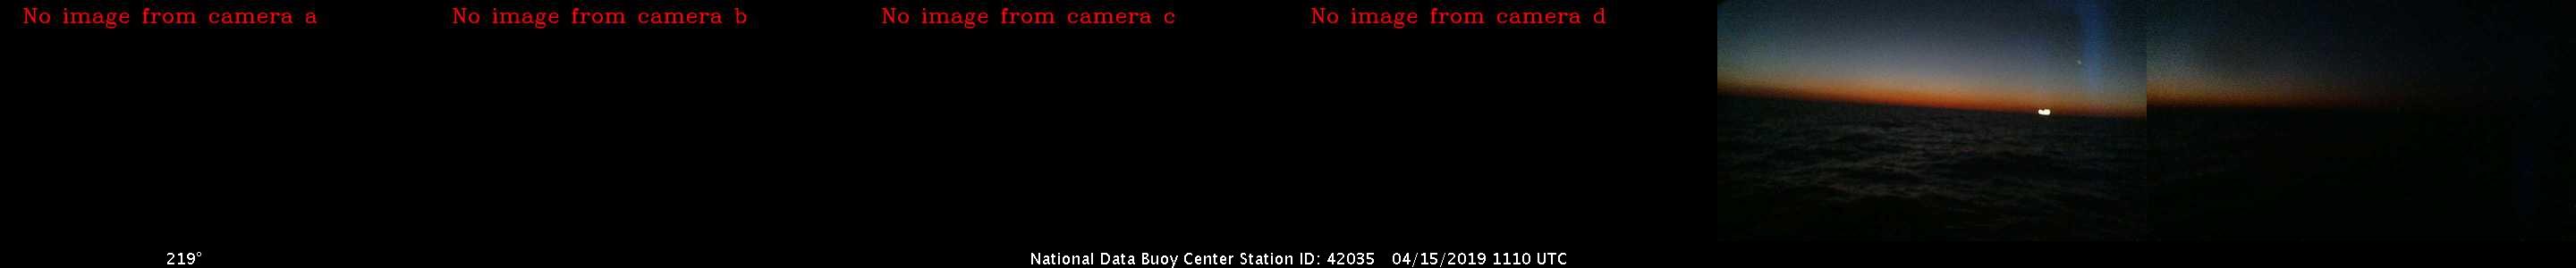 No image from camera a
No image from camera b
No image from camera c
No image from camera d
219°
National Data Buoy Center Station ID: 42035 04/15/2019 1110 UTC